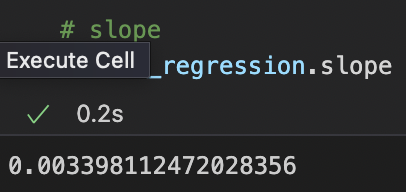 # slope
Execute Cell
_regression.slope
0.2s
0.003398112472028356